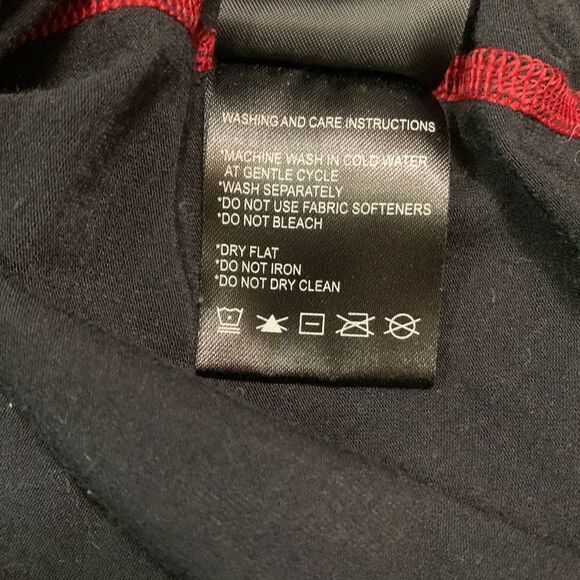 WASHING AND CARE INSTRUCTIONS
*MACHINE WASH IN COLD WATER
AT GENTLE CYCLE
*WASH SEPARATELY
*DO NOT USE FABRIC SOFTENERS
*DO NOT BLEACH
*DRY FLAT
*DO NOT IRON
*DO NOT DRY CLEAN